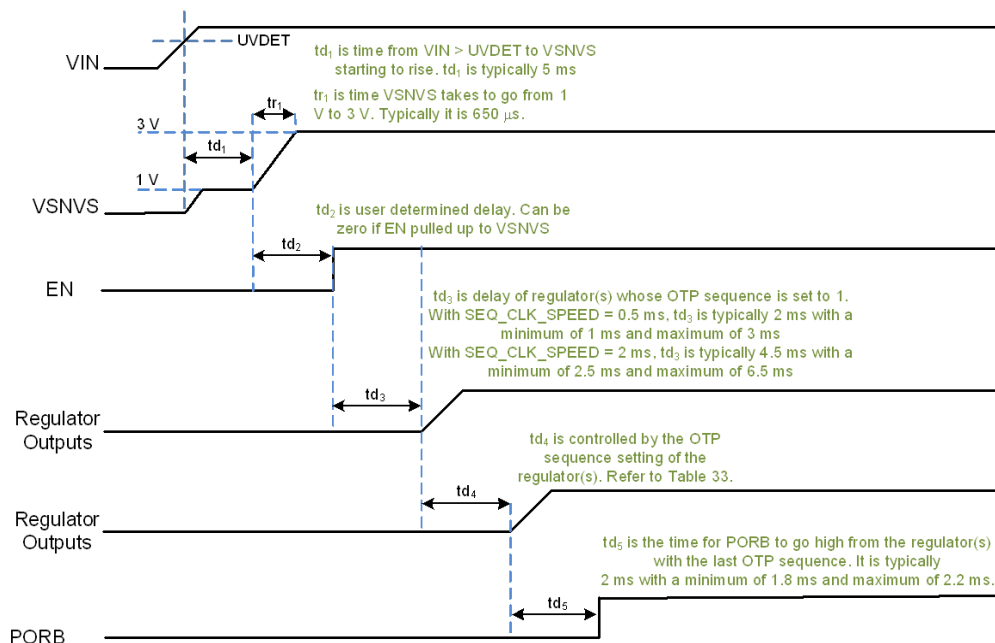 UVDET
VIN
td1 is time from VIN > UVDET to VSNVS
starting to rise. td1 is typically 5 ms
tr1
tr1 is time VSNVS takes to go from 1
V to 3 V. Typically it is 650 µs.
3 V
td1
1 V
VSNVS
td2 is user determined delay. Can be
zero if EN pulled up to VSNVS
td2
EN
td3 is delay of regulator(s) whose OTP sequence is set to 1.
With SEQ_CLK_SPEED = 0.5 ms, td3 is typically 2 ms with a
minimum of 1 ms and maximum of 3 ms
With SEQ_CLK_SPEED = 2 ms, td3 is typically 4.5 ms with a
minimum of 2.5 ms and maximum of 6.5 ms
td3
Regulator
Outputs
td4 is controlled by the OTP
sequence setting of the
regulator(s). Refer to Table 33.
td4
Regulator
Outputs
td5 is the time for PORB to go high from the regulator(s)
with the last OTP sequence. It is typically
2 ms with a minimum of 1.8 ms and maximum of 2.2 ms.
td5
PORB